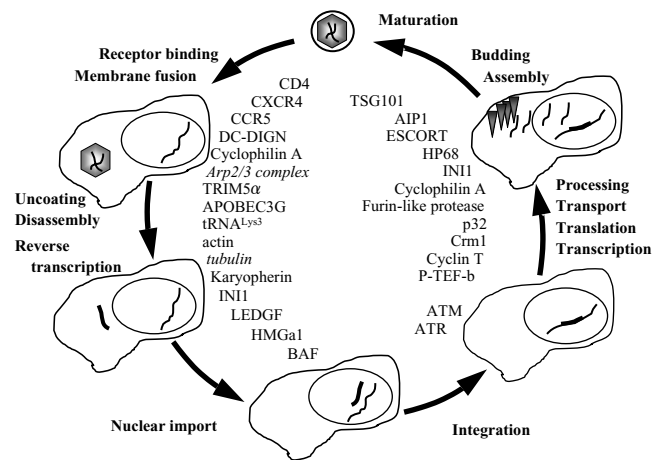 Maturation
Receptor binding
Membrane fusion
Budding
Assembly
CD4
CXCR4
CCR5
DC-DIGN
Cyclophilin A
Arp2/3 complex
TRIM5α
APOBEC3G
tRNALys3
actin
tubulin
Karyopherin
INI1
LEDGF
HMGa1
BAF
TSG101
AIP1
ESCORT
HP68
INI1
Cyclophilin A
Furin-like protease
p32
Crm1
Cyclin T
P-TEF-b
ATM
ATR
Uncoating
Disassembly
Reverse
transcription
Processing
Transport
Translation
Transcription
Nuclear import
Integration